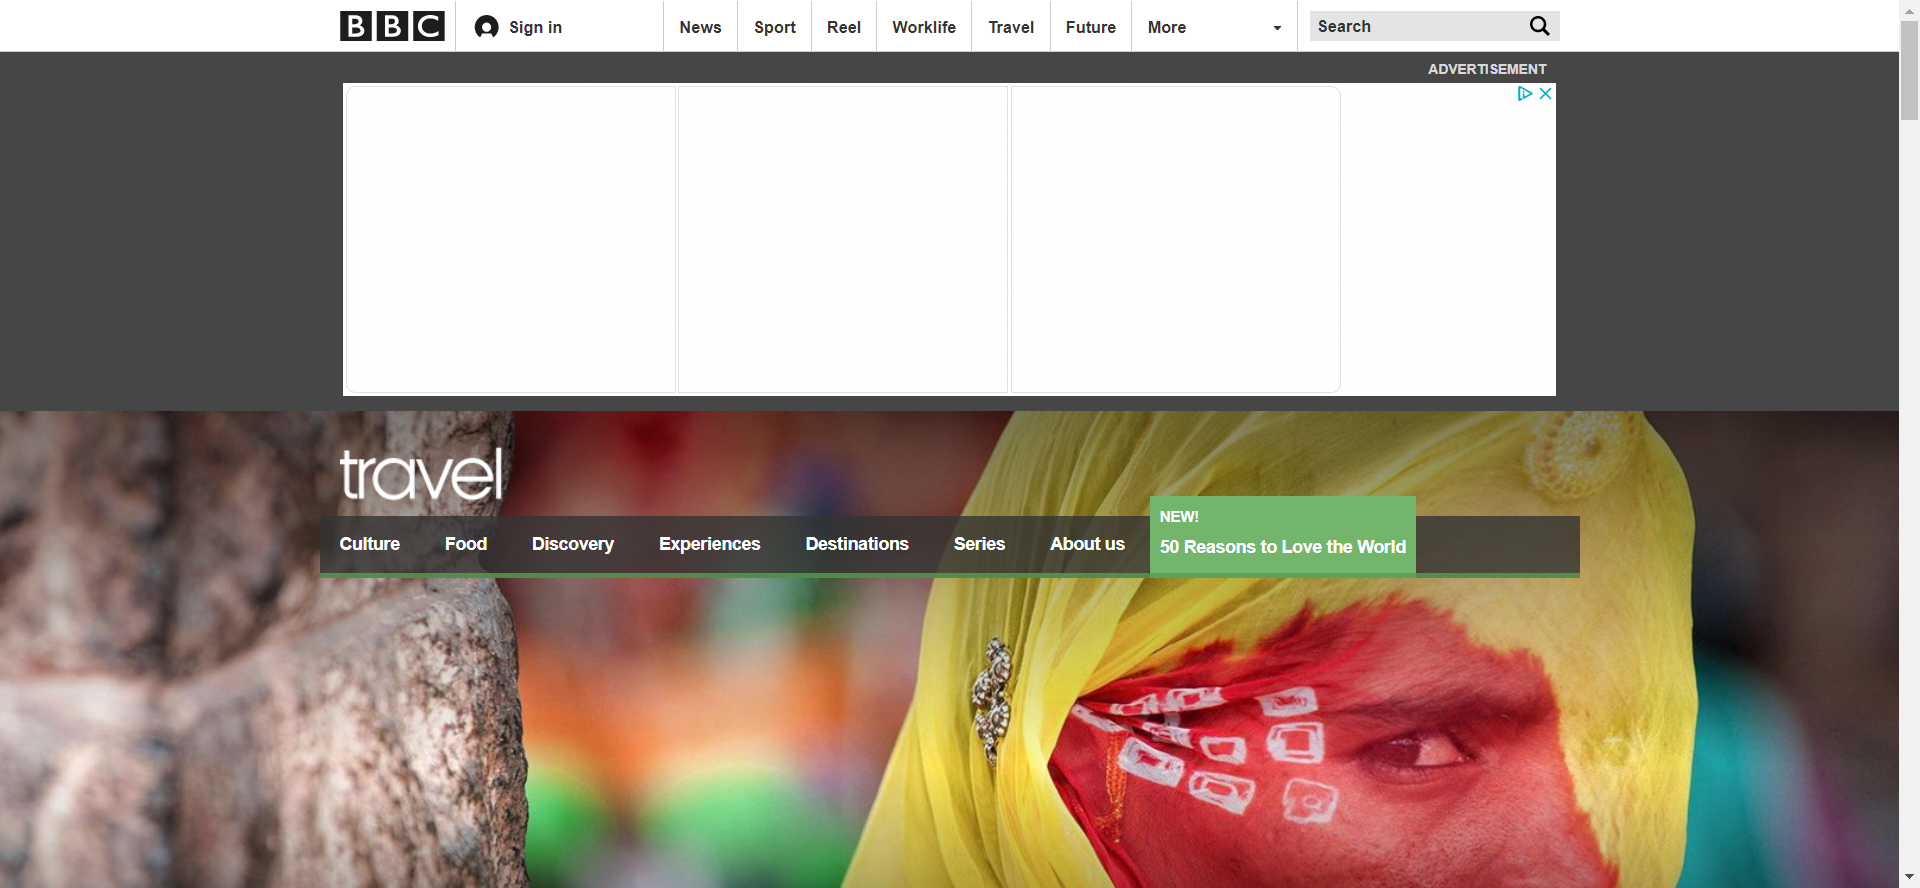 BBC Sign in News Sport Reel Worklife Travel Future More Search
ADVERTISEMENT
travel
NEW!
Culture Food Discovery Experiences Destinations Series About us 50 Reasons to Love the World